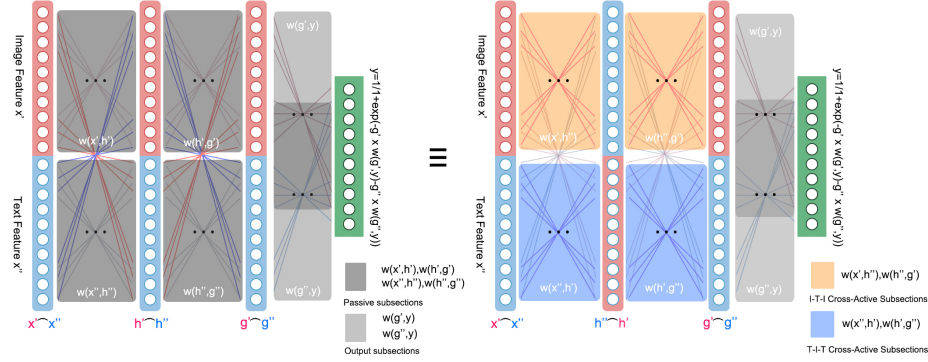 Image Feature x'
Text Feature x''
w(x',h')
w(x'',h'')
w(h',g')
w(h'',g'')
w(g',y)
w(g'',y)
y=1/1+exp(-g' x w(g',y)-g'' x w(g'',y))
x'⁀x''
h'⁀h''
g'⁀g''
w(x',h'),w(h',g')
w(x'',h''),w(h'',g'')
Passive subsections
w(g',y)
w(g'',y)
Output subsections
≡
Image Feature x'
Text Feature x''
w(x',h'')
w(x'',h')
w(h'',g')
w(h',g'')
w(g',y)
w(g'',y)
y=1/1+exp(-g' x w(g',y)-g'' x w(g'',y))
x'⁀x''
h''⁀h'
g'⁀g''
w(x',h''),w(h'',g')
I-T-I Cross-Active Subsections
w(x'',h'),w(h',g'')
T-I-T Cross-Active Subsections